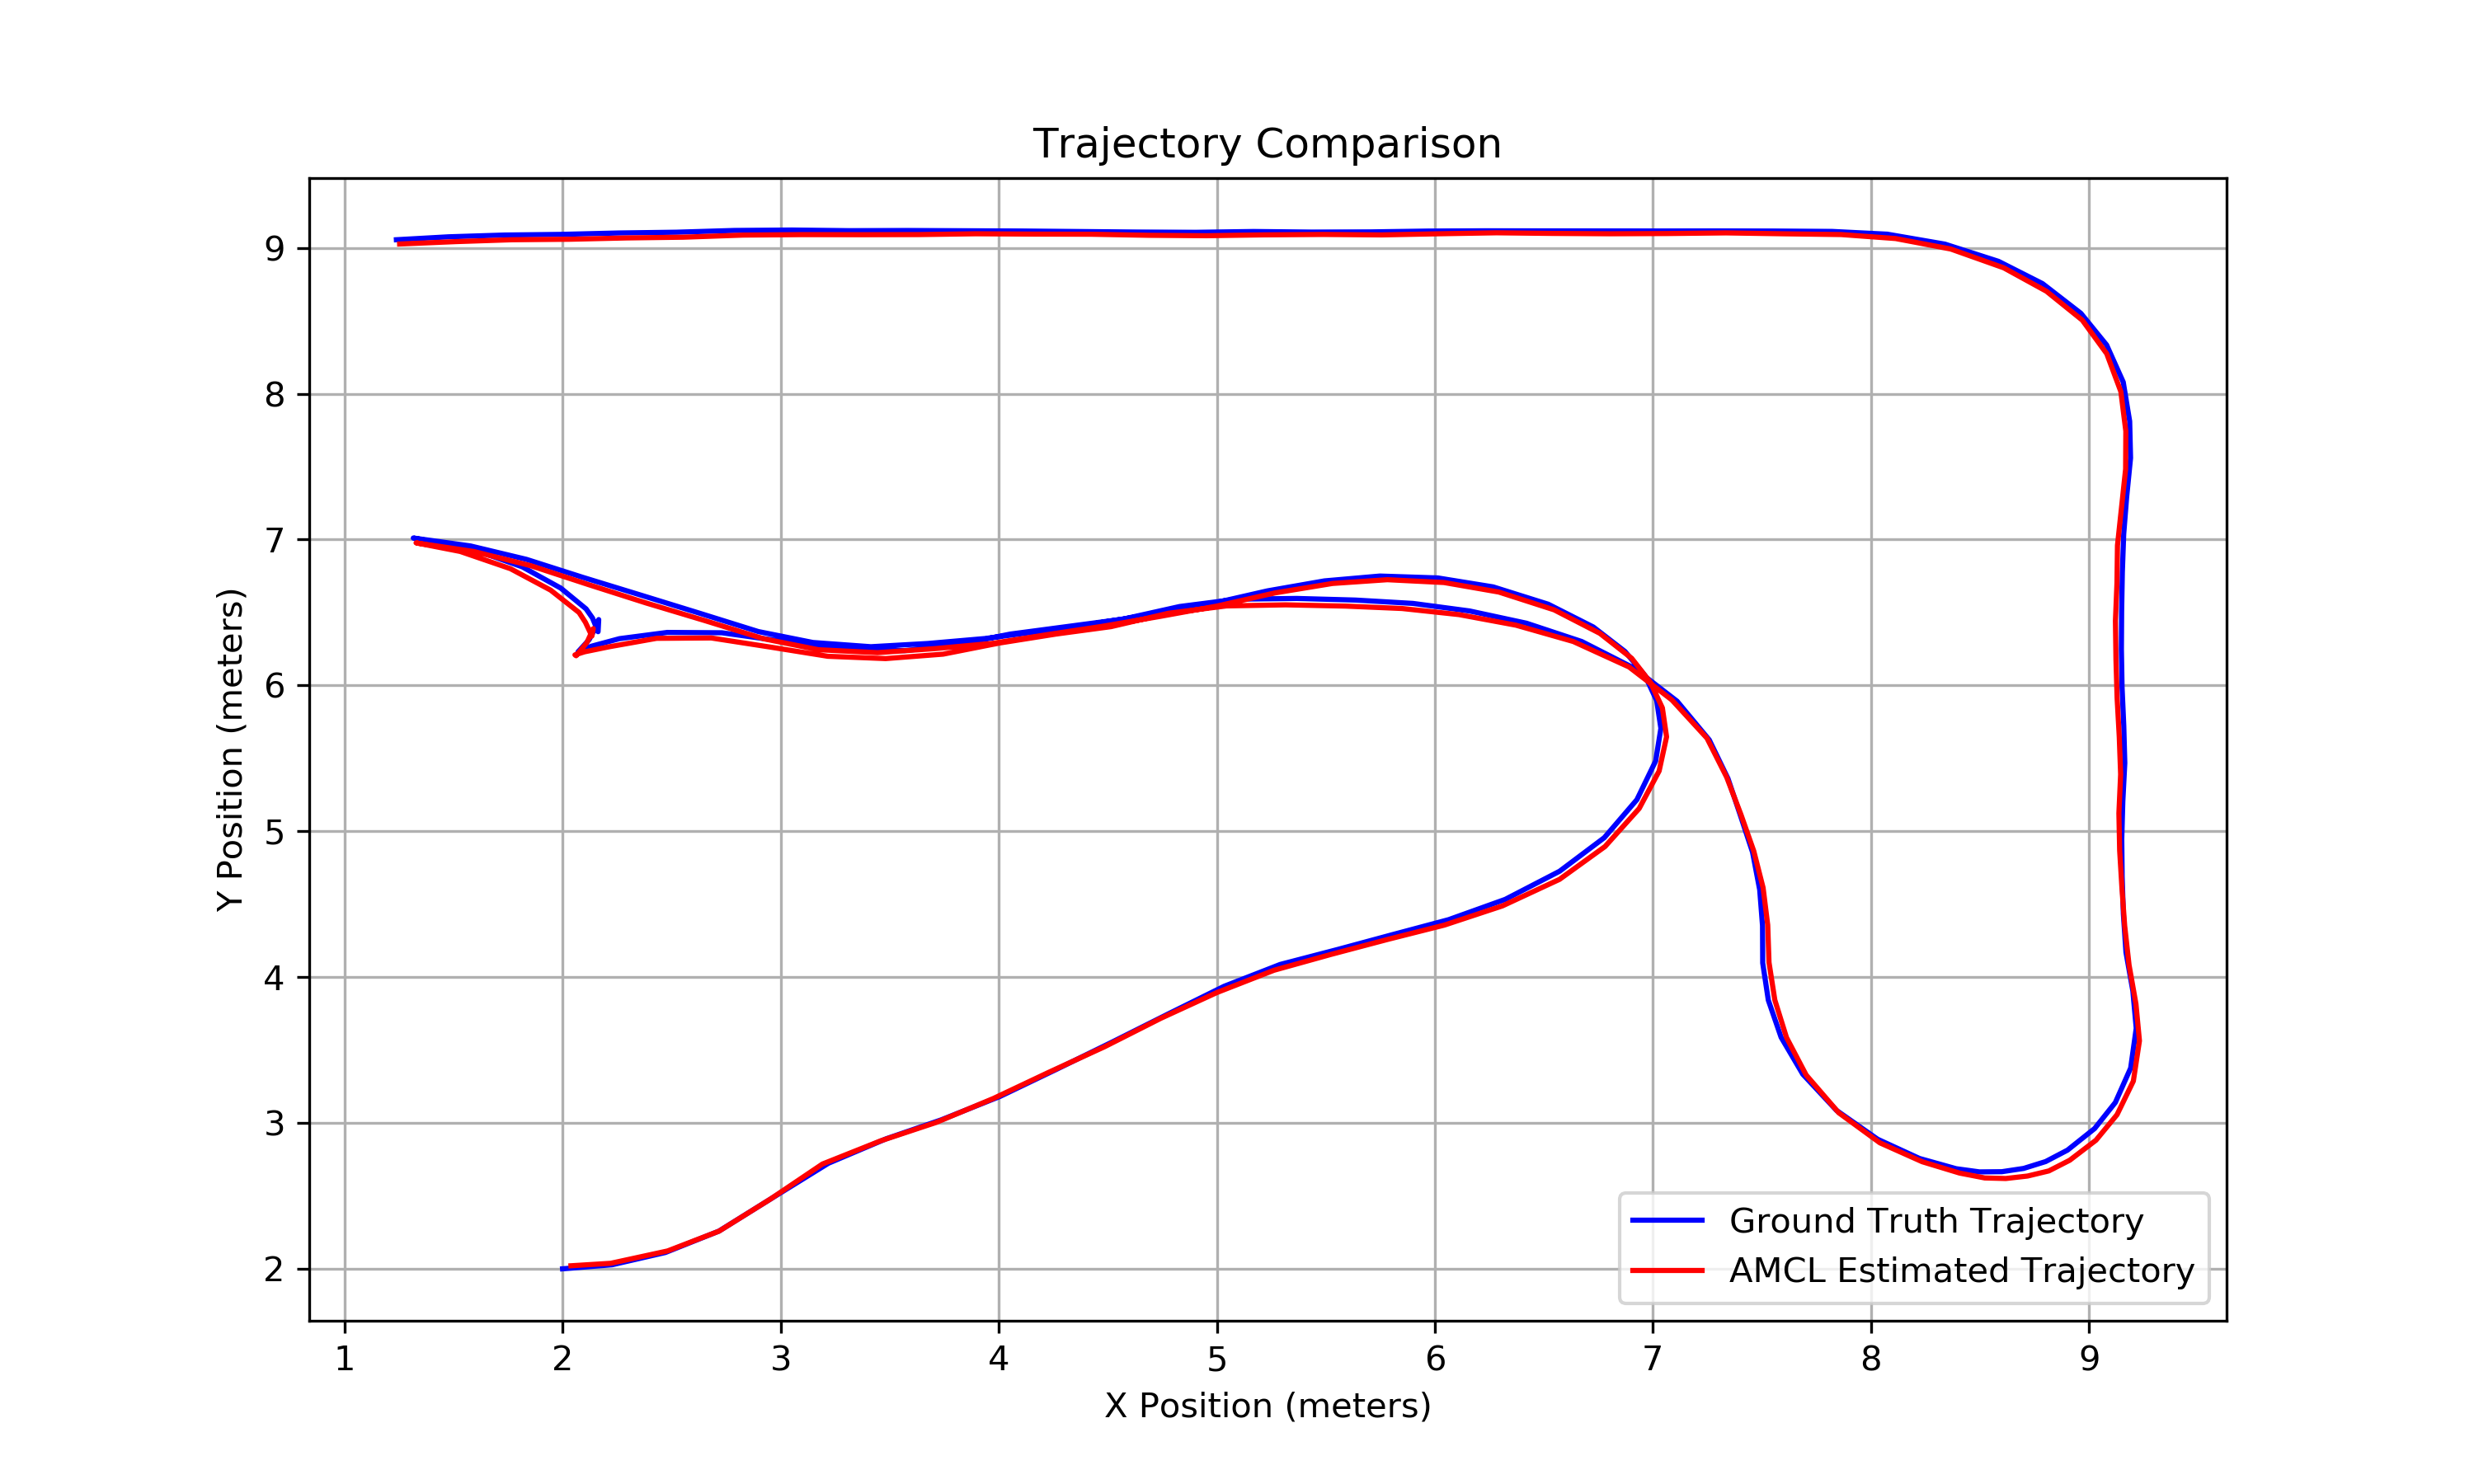 Trajectory Comparison
Y Position (meters)
9
8
7
6
5
4
3
2
1 2 3 4 5 6 7 8 9
X Position (meters)
Ground Truth Trajectory
AMCL Estimated Trajectory